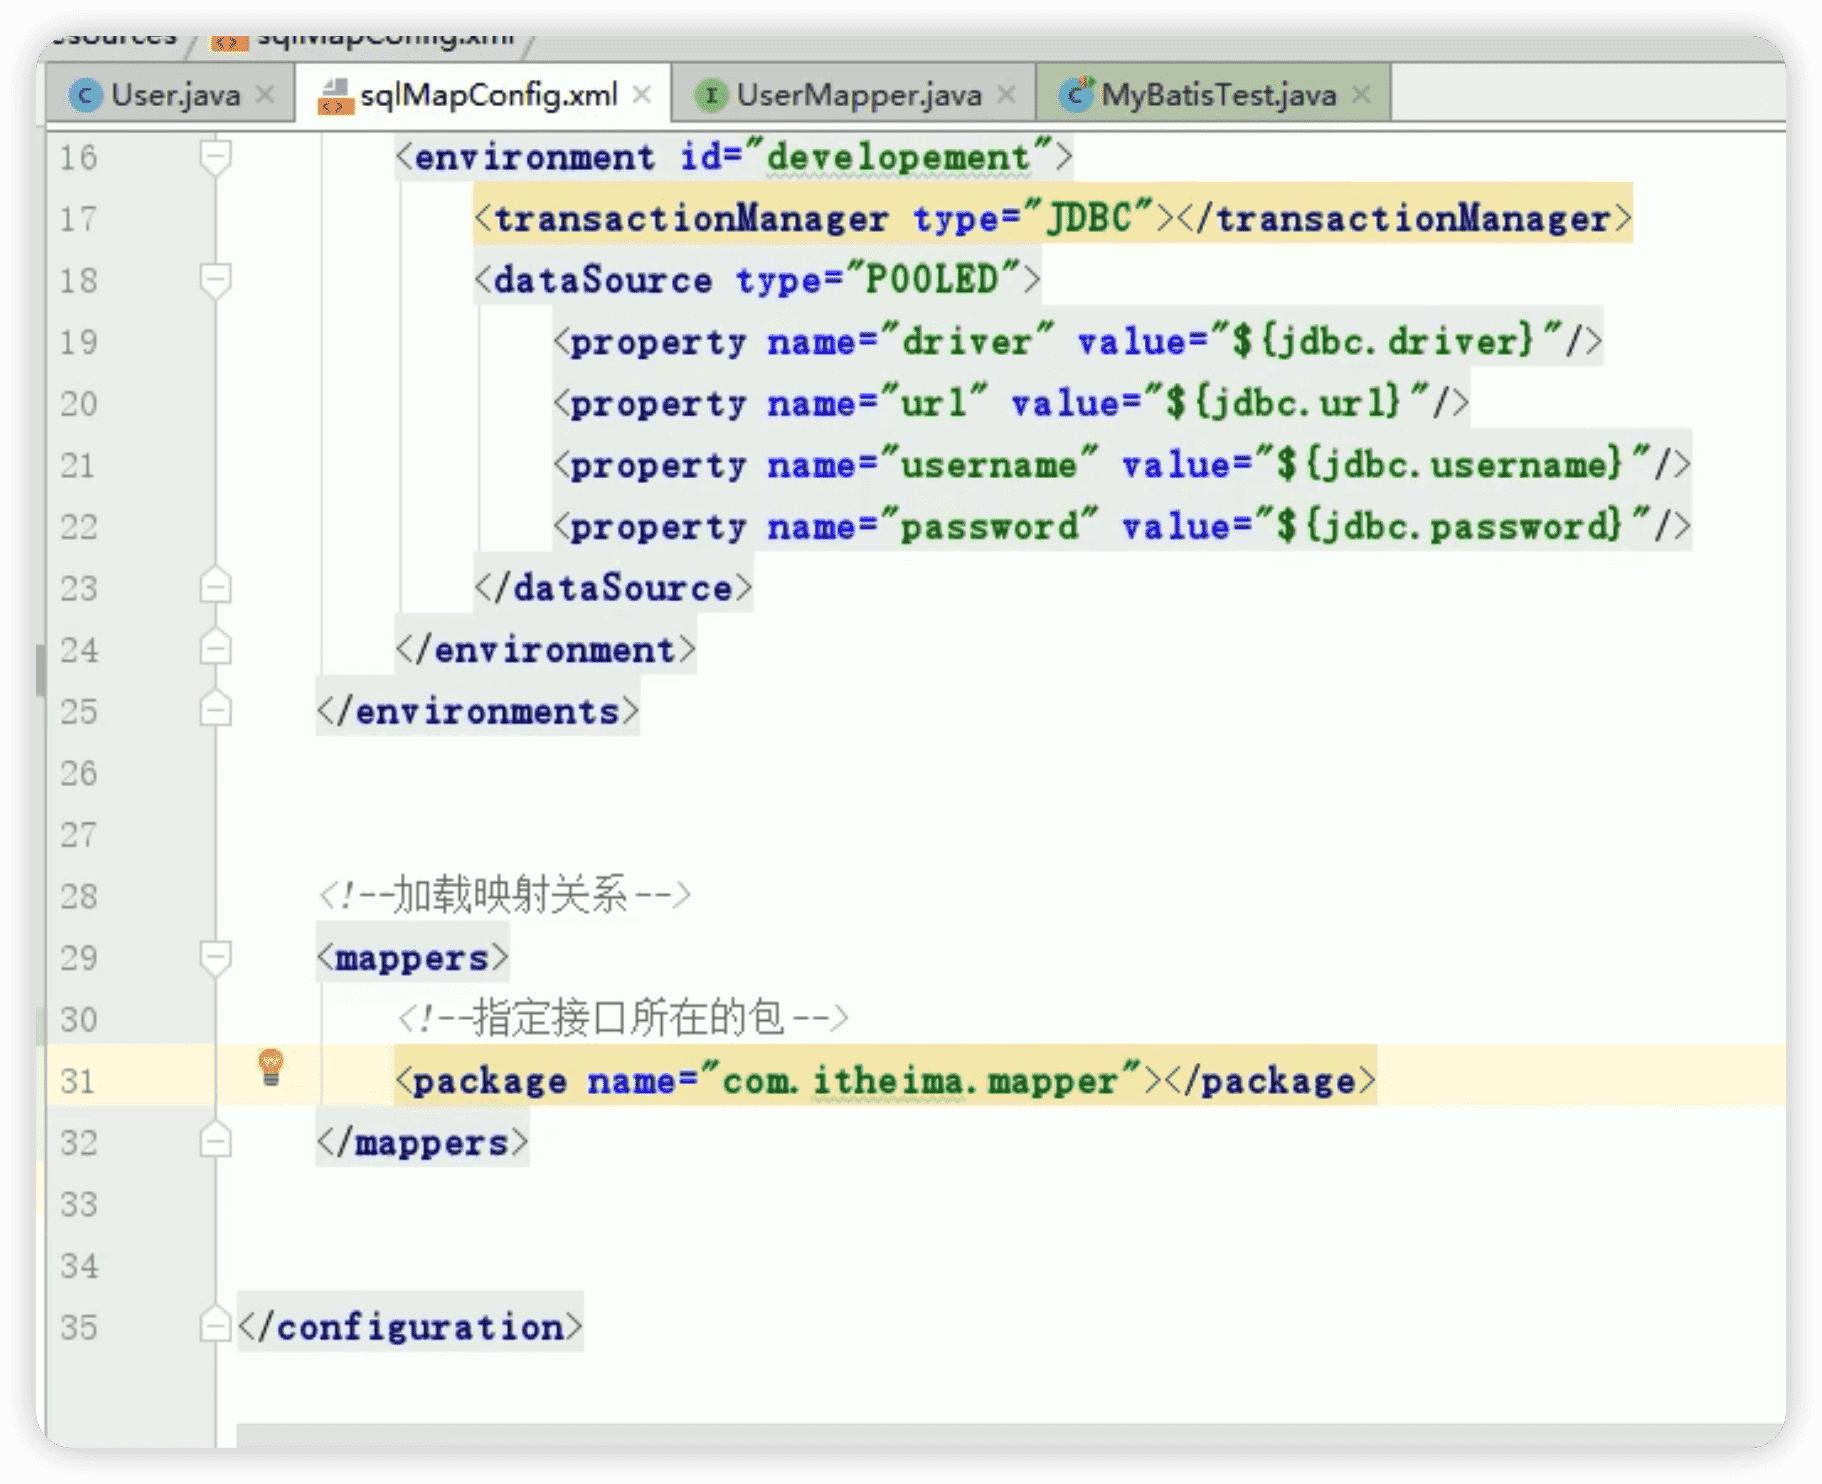 esources sqlMapConfig.xml
User.java sqlMapConfig.xml UserMapper.java MyBatisTest.java
16 <environment id="developement">
17 <transactionManager type="JDBC"></transactionManager>
18 <dataSource type="POOLED">
19 <property name="driver" value="${jdbc.driver}"/>
20 <property name="url" value="${jdbc.url}"/>
21 <property name="username" value="${jdbc.username}"/>
22 <property name="password" value="${jdbc.password}"/>
23 </dataSource>
24 </environment>
25 </environments>
26
27
28 <!--加载映射关系-->
29 <mappers>
30 <!--指定接口所在的包-->
31 <package name="com.itheima.mapper"></package>
32 </mappers>
33
34
35 </configuration>